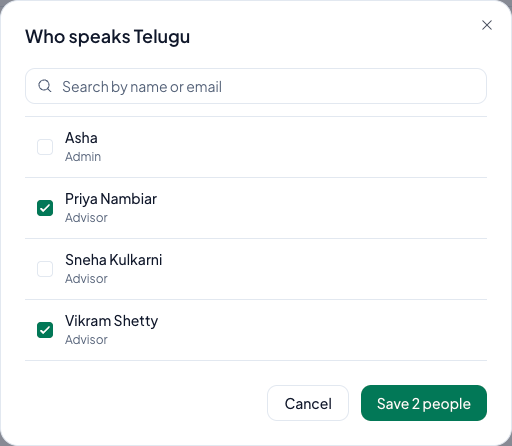 Who speaks Telugu
Search by name or email
Asha
Admin
Priya Nambiar
Advisor
Sneha Kulkarni
Advisor
Vikram Shetty
Advisor
Cancel
Save 2 people